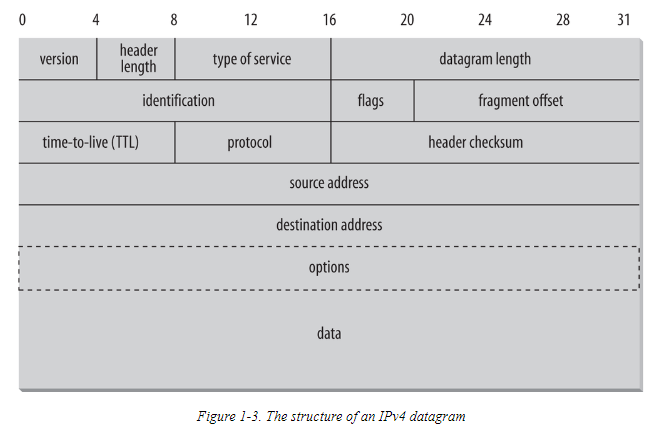 0 4 8 12 16 20 24 28 31
version header length type of service datagram length
identification flags fragment offset
time-to-live (TTL) protocol header checksum
source address
destination address
options
data
Figure 1-3. The structure of an IPv4 datagram